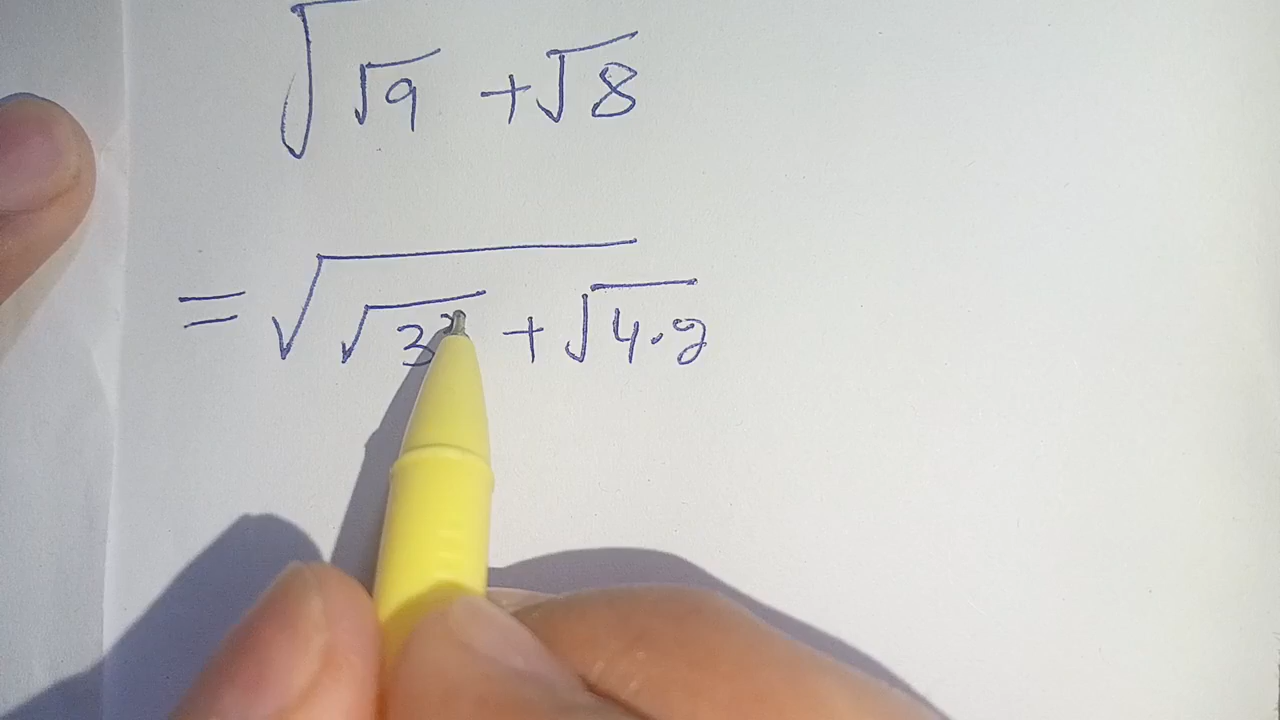 √(√9 + √8)
= √(√3² + √4·2)